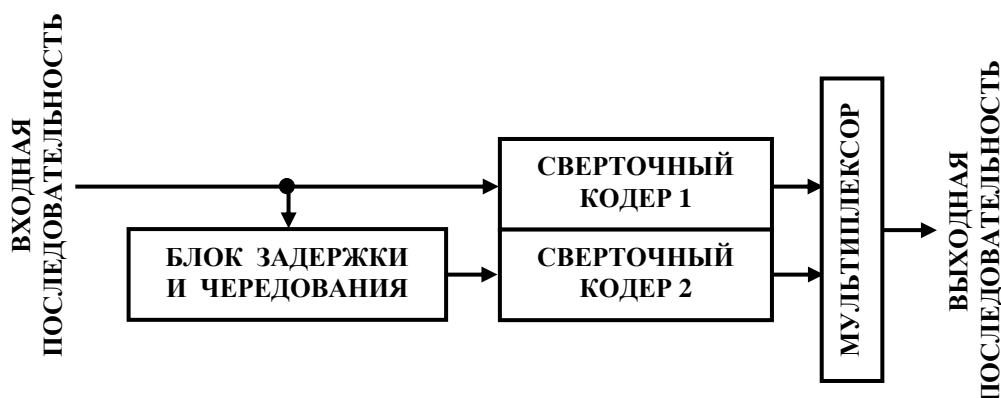 ВХОДНАЯ
ПОСЛЕДОВАТЕЛЬНОСТЬ
БЛОК ЗАДЕРЖКИ
И ЧЕРЕДОВАНИЯ
СВЕРТОЧНЫЙ
КОДЕР 1
СВЕРТОЧНЫЙ
КОДЕР 2
МУЛЬТИПЛЕКСОР
ВЫХОДНАЯ
ПОСЛЕДОВАТЕЛЬНОСТЬ